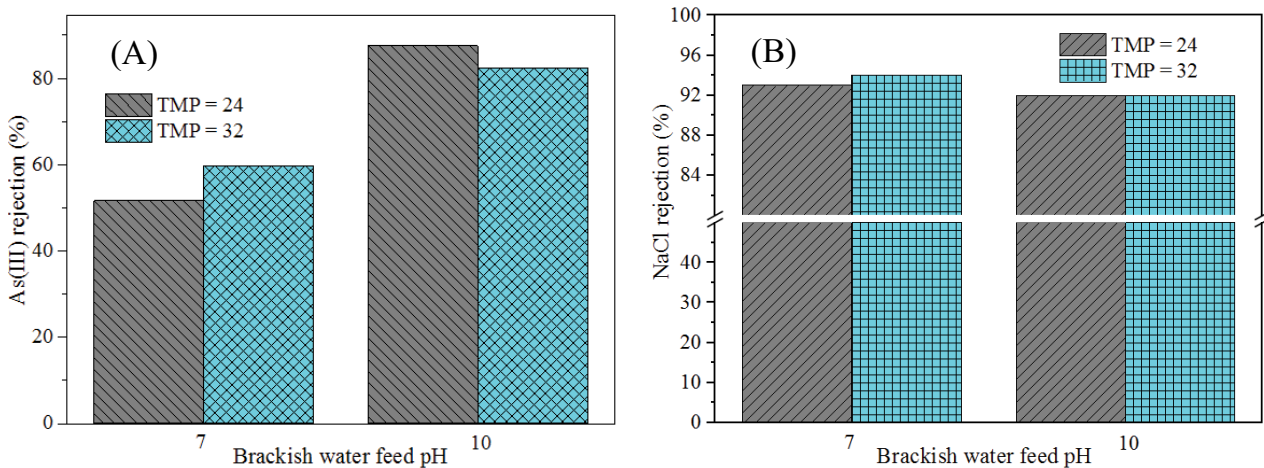 (A)
As(III) rejection (%)
80
60
40
20
0
TMP = 24
TMP = 32
7
10
Brackish water feed pH
(B)
NaCl rejection (%)
100
96
92
88
84
40
30
20
10
0
TMP = 24
TMP = 32
7
10
Brackish water feed pH